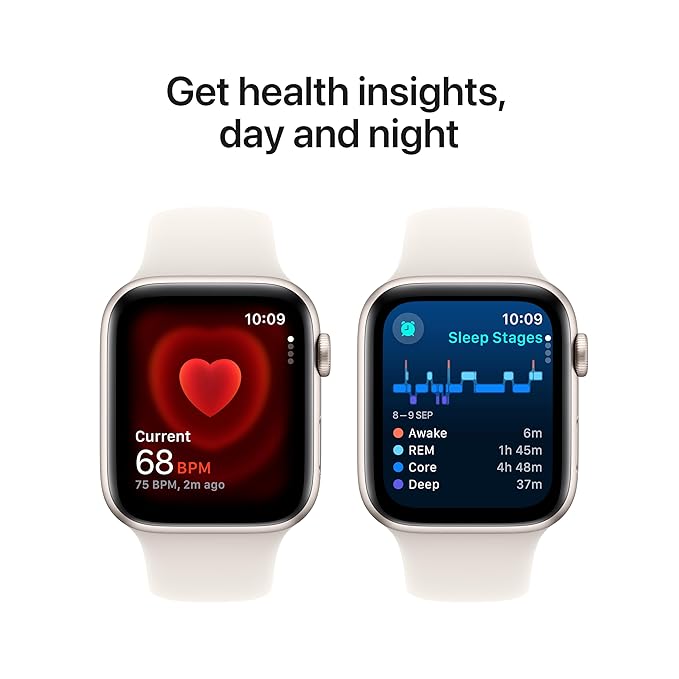 Get health insights,
day and night
10:09
Current
68 BPM
75 BPM, 2m ago
10:09
Sleep Stages
8–9 SEP
Awake 6m
REM 1h 45m
Core 4h 48m
Deep 37m